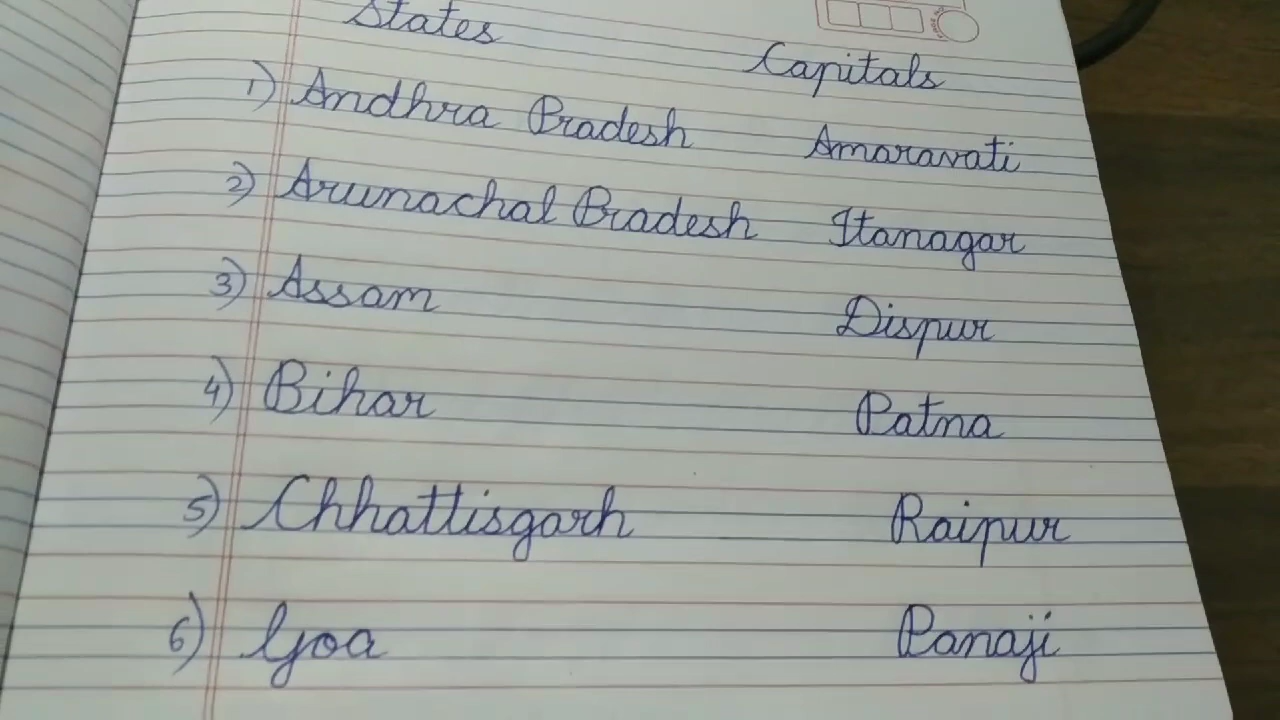 States Capitals
1) Andhra Pradesh Amaravati
2) Arunachal Pradesh Itanagar
3) Assam Dispur
4) Bihar Patna
5) Chhattisgarh Raipur
6) Goa Panaji